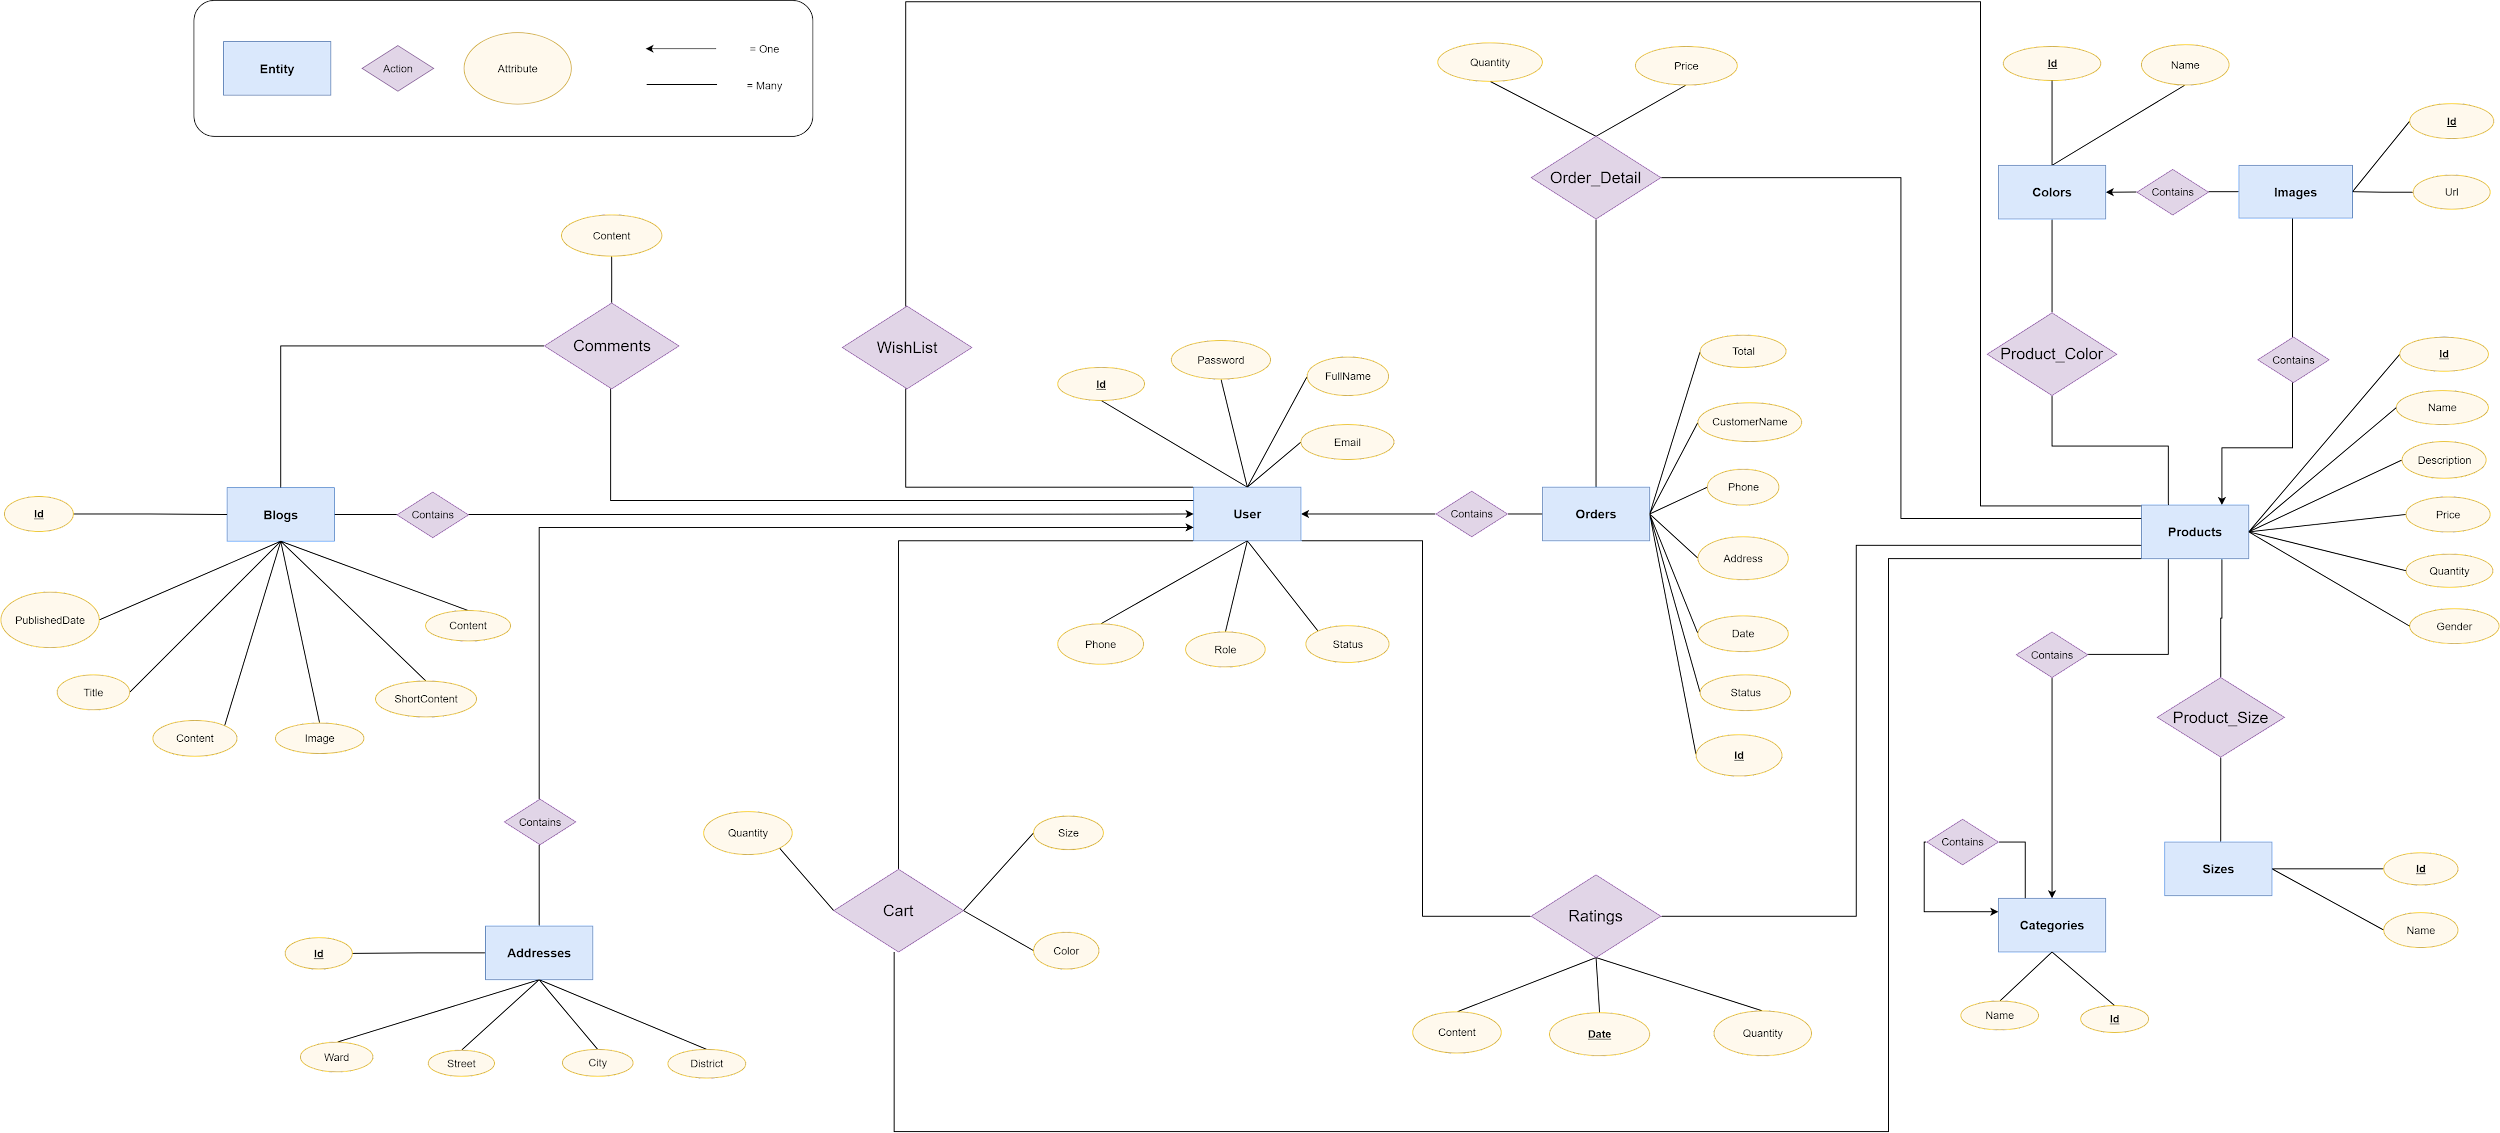 Entity
Action
Attribute
= One
= Many
Quantity
Price
Id
Name
Id
Order_Detail
Colors
Contains
Images
Url
Content
Comments
WishList
Password
Id
FullName
Email
Total
CustomerName
Phone
Address
Date
Status
Id
Product_Color
Contains
Id
Name
Description
Price
Quantity
Gender
Id
Blogs
Contains
User
Contains
Orders
Products
PublishedDate
Title
Content
Image
ShortContent
Content
Phone
Role
Status
Contains
Product_Size
Contains
Quantity
Size
Contains
Sizes
Id
Name
Cart
Color
Ratings
Categories
Id
Addresses
Ward
Street
City
District
Content
Date
Quantity
Name
Id